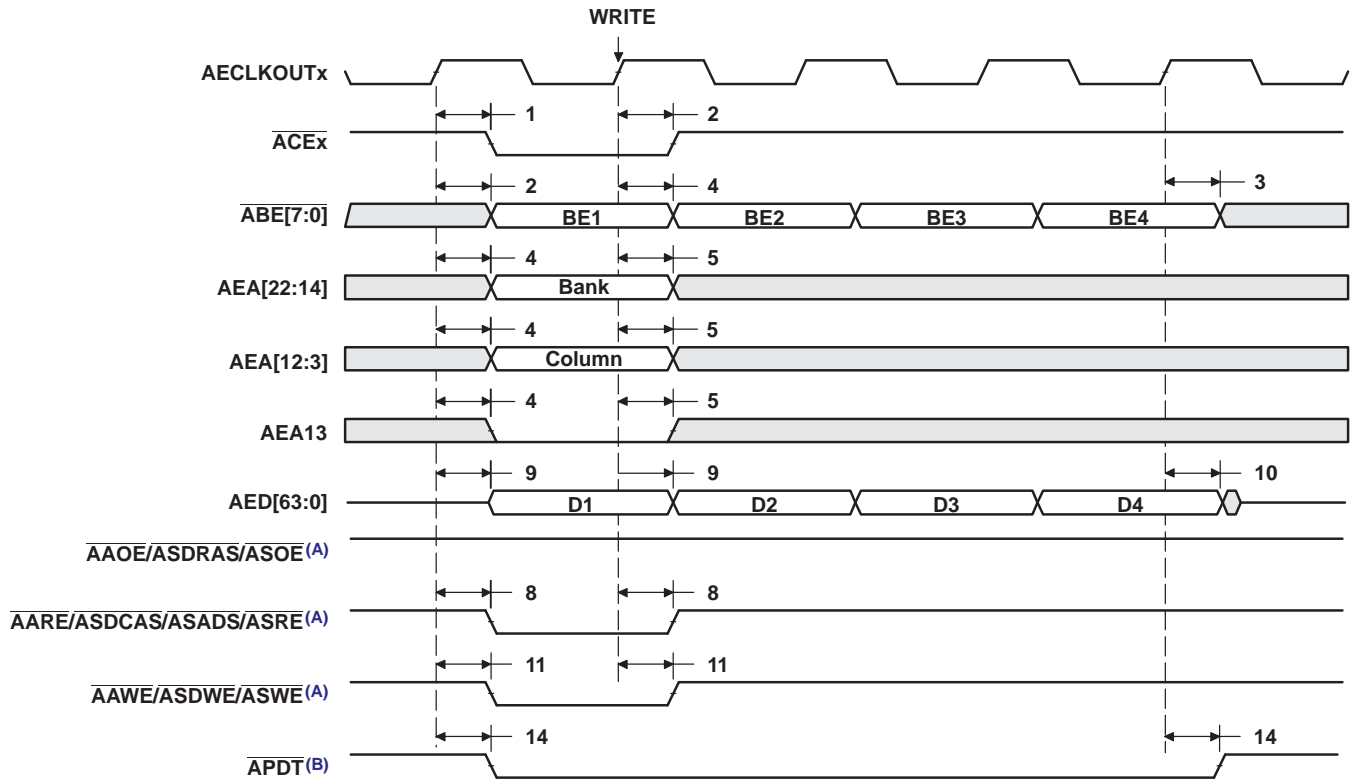 WRITE
AECLKOUTx
1 2
ACEx
2 4 3
ABE[7:0] BE1 BE2 BE3 BE4
4 5
AEA[22:14] Bank
4 5
AEA[12:3] Column
4 5
AEA13
9 9 10
AED[63:0] D1 D2 D3 D4
AAOE/ASDRAS/ASOE(A)
8 8
AARE/ASDCAS/ASADS/ASRE(A)
11 11
AAWE/ASDWE/ASWE(A)
14 14
APDT(B)